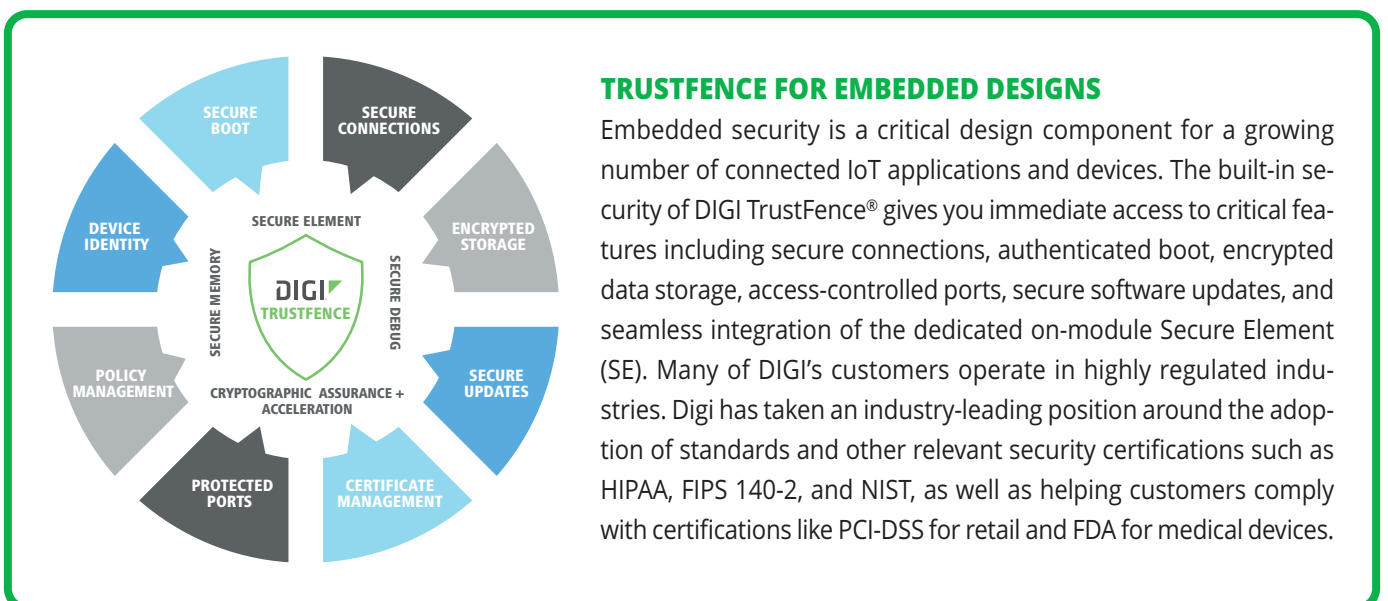 SECURE
BOOT
SECURE
CONNECTIONS
ENCRYPTED
STORAGE
SECURE
UPDATES
CERTIFICATE
MANAGEMENT
PROTECTED
PORTS
POLICY
MANAGEMENT
DEVICE
IDENTITY
SECURE ELEMENT
SECURE DEBUG
CRYPTOGRAPHIC ASSURANCE +
ACCELERATION
SECURE MEMORY
DIGI
TRUSTFENCE
TRUSTFENCE FOR EMBEDDED DESIGNS
Embedded security is a critical design component for a growing
number of connected IoT applications and devices. The built-in se-
curity of DIGI TrustFence® gives you immediate access to critical fea-
tures including secure connections, authenticated boot, encrypted
data storage, access-controlled ports, secure software updates, and
seamless integration of the dedicated on-module Secure Element
(SE). Many of DIGI's customers operate in highly regulated indu-
stries. Digi has taken an industry-leading position around the adop-
tion of standards and other relevant security certifications such as
HIPAA, FIPS 140-2, and NIST, as well as helping customers comply
with certifications like PCI-DSS for retail and FDA for medical devices.